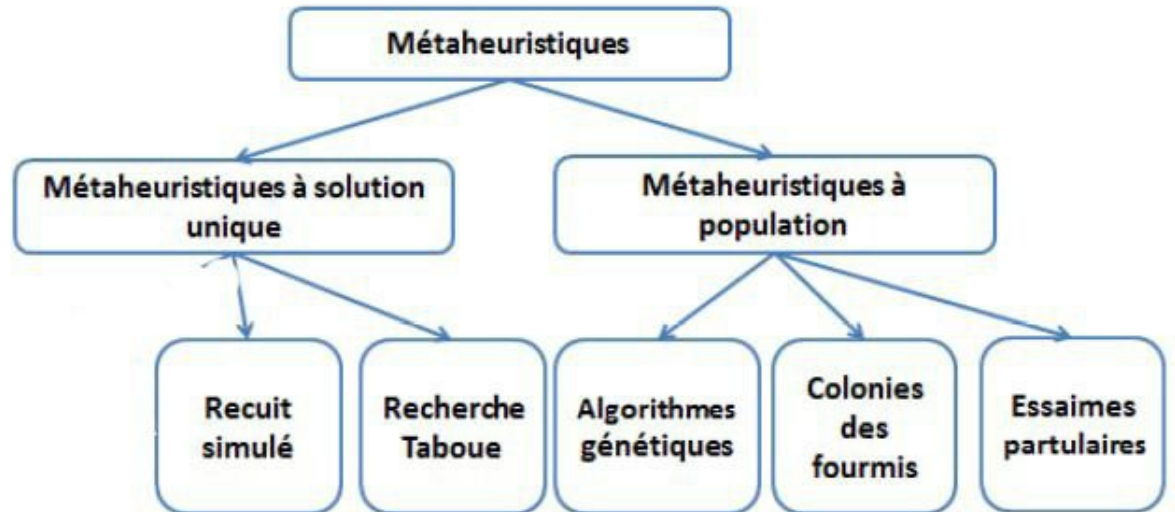 Métaheuristiques
Métaheuristiques à solution
unique
Métaheuristiques à
population
Recuit
simulé
Recherche
Taboue
Algorithmes
génétiques
Colonies
des
fourmis
Essaimes
partulaires